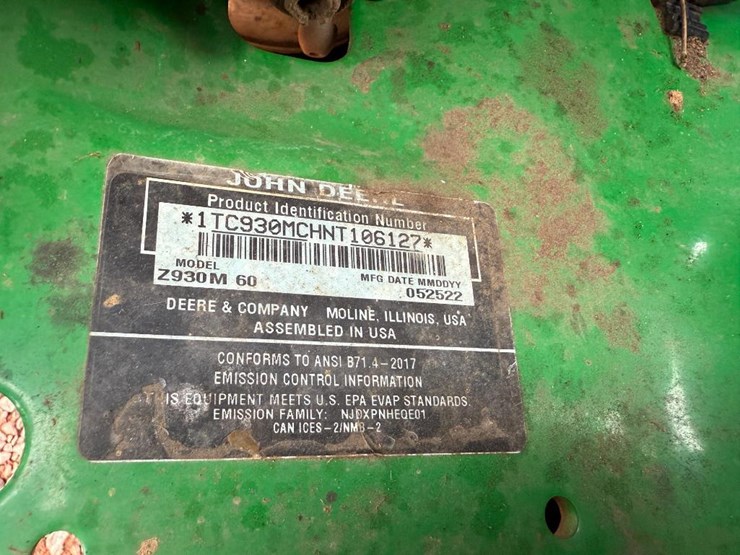 JOHN DEERE
Product Identification Number
*1TC930MCHNT106127*
MODEL MFG DATE MMDDYY
Z930M 60 052522
DEERE & COMPANY MOLINE, ILLINOIS, USA
ASSEMBLED IN USA
CONFORMS TO ANSI B71.4-2017
EMISSION CONTROL INFORMATION
IS EQUIPMENT MEETS U.S. EPA EVAP STANDARDS.
EMISSION FAMILY: NJDXPNHEQE01
CAN ICES-2/NMB-2